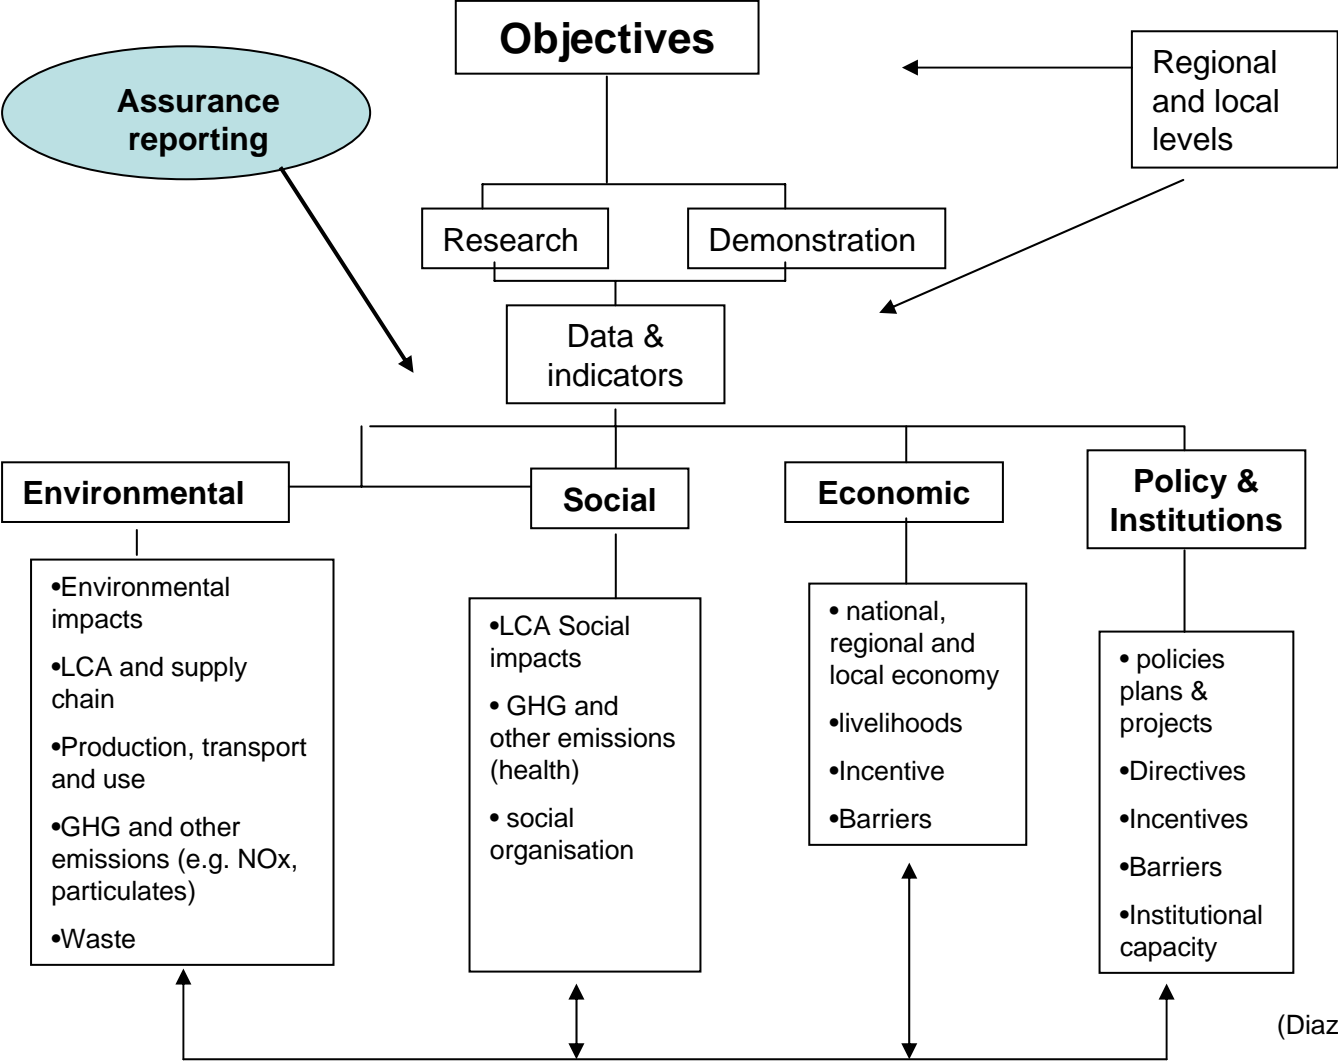 Objectives
Assurance
reporting
Regional
and local
levels
Research
Demonstration
Data &
indicators
Environmental
Social
Economic
Policy &
Institutions
•Environmental
impacts
•LCA and supply
chain
•Production, transport
and use
•GHG and other
emissions (e.g. NOx,
particulates)
•Waste
•LCA Social
impacts
• GHG and
other emissions
(health)
• social
organisation
• national,
regional and
local economy
•livelihoods
•Incentive
•Barriers
• policies
plans &
projects
•Directives
•Incentives
•Barriers
•Institutional
capacity
(Diaz